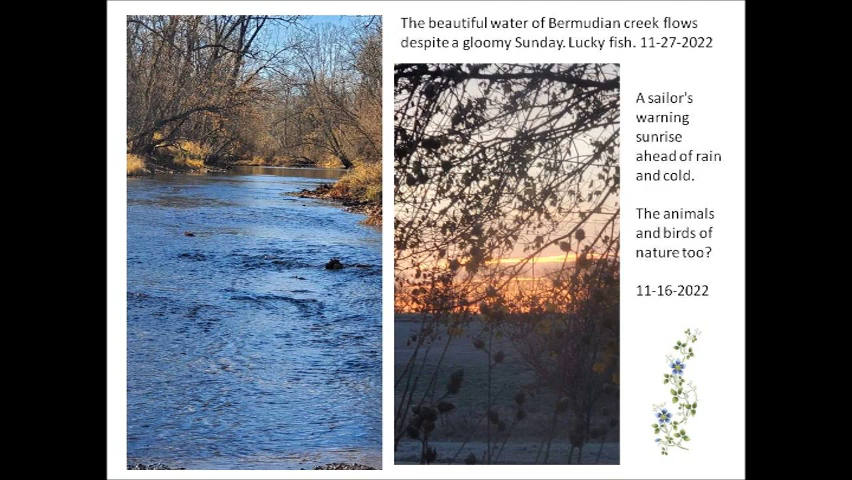 The beautiful water of Bermudian creek flows
despite a gloomy Sunday. Lucky fish. 11-27-2022
A sailor's
warning
sunrise
ahead of rain
and cold.
The animals
and birds of
nature too?
11-16-2022